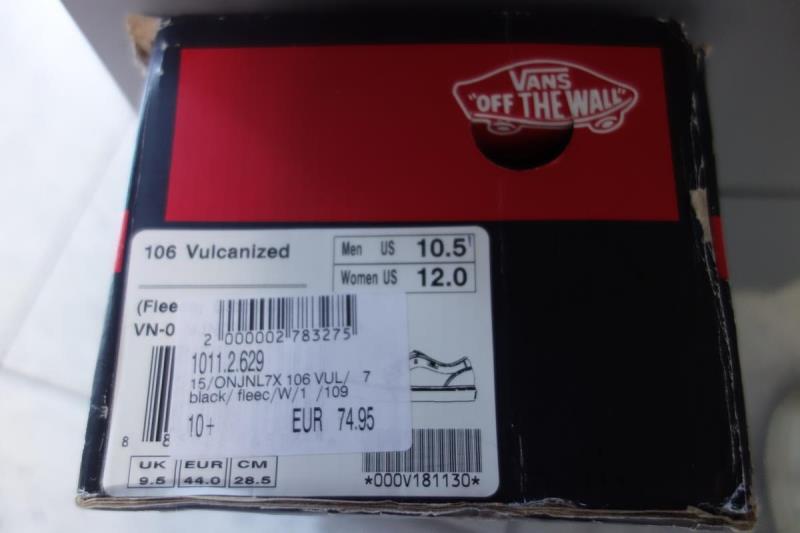 VANS
"OFF THE WALL"
106 Vulcanized
Men US 10.5
Women US 12.0
(Flee
VN-0
2 000002 783275
1011.2.629
15/ONJNL7X 106 VUL/ 7
black/ fleec/W/1 /109
10+ EUR 74.95
8 8
*000V181130*
UK EUR CM
9.5 44.0 28.5